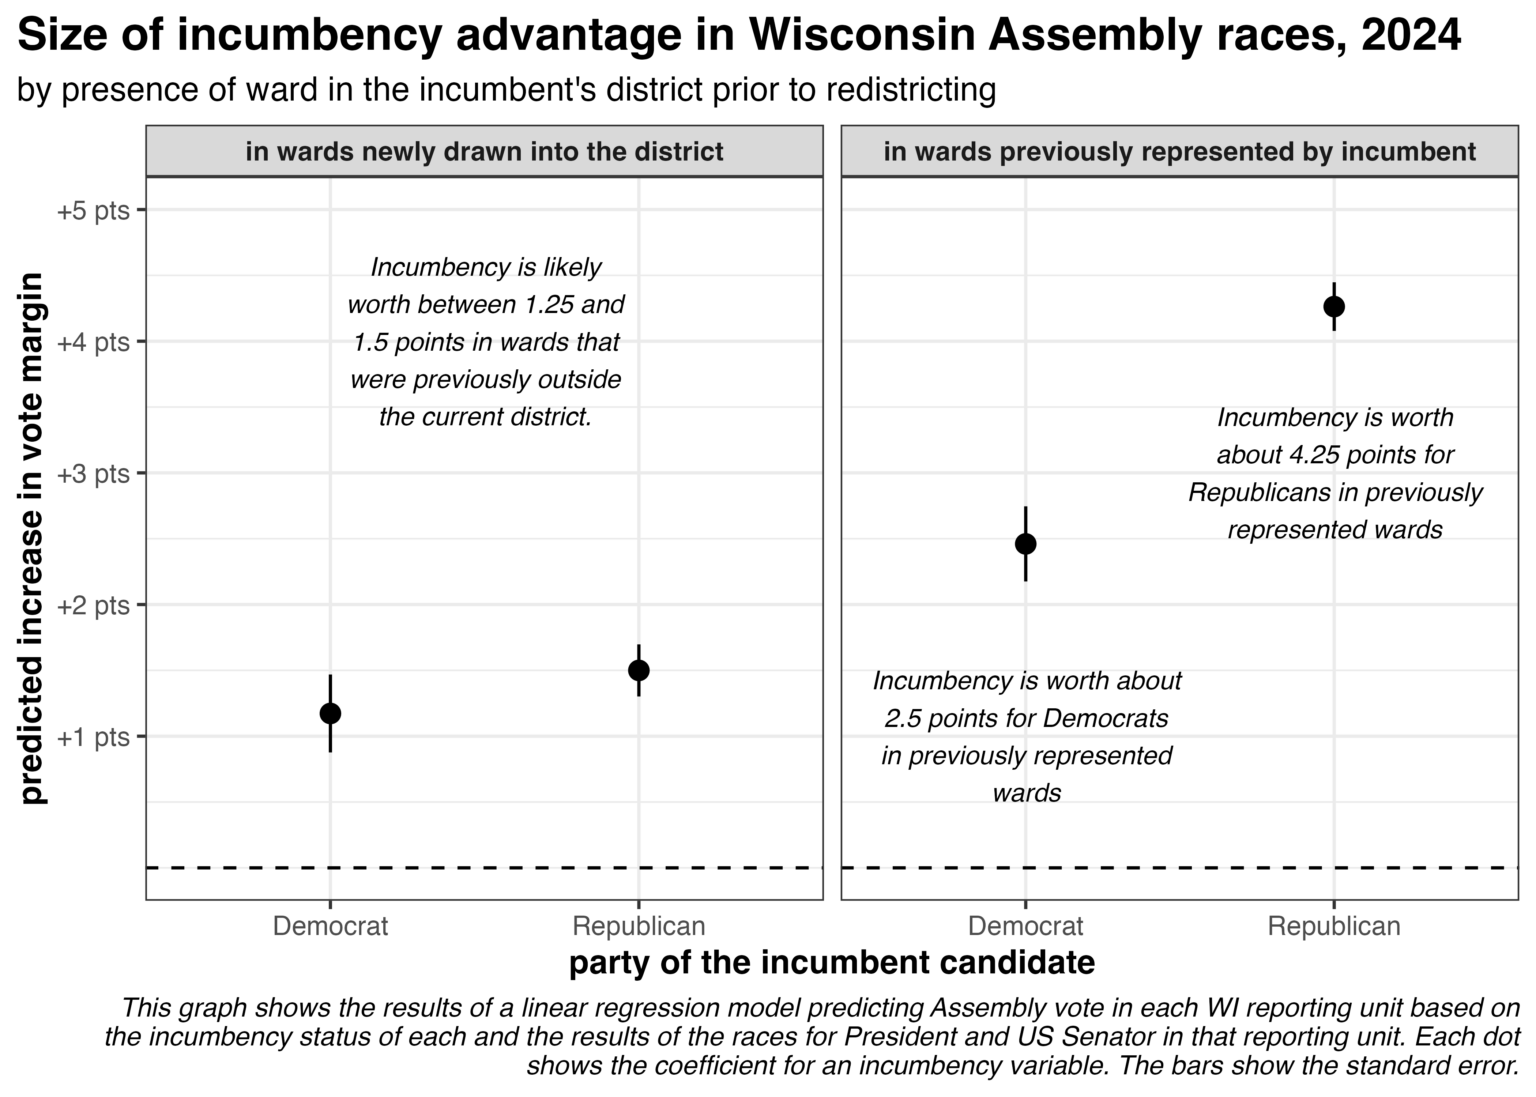 Size of incumbency advantage in Wisconsin Assembly races, 2024
by presence of ward in the incumbent's district prior to redistricting
in wards newly drawn into the district
in wards previously represented by incumbent
predicted increase in vote margin
+5 pts
+4 pts
+3 pts
+2 pts
+1 pts
Incumbency is likely
worth between 1.25 and
1.5 points in wards that
were previously outside
the current district.
Incumbency is worth
about 4.25 points for
Republicans in previously
represented wards
Incumbency is worth about
2.5 points for Democrats
in previously represented
wards
Democrat
Republican
Democrat
Republican
party of the incumbent candidate
This graph shows the results of a linear regression model predicting Assembly vote in each WI reporting unit based on
the incumbency status of each and the results of the races for President and US Senator in that reporting unit. Each dot
shows the coefficient for an incumbency variable. The bars show the standard error.